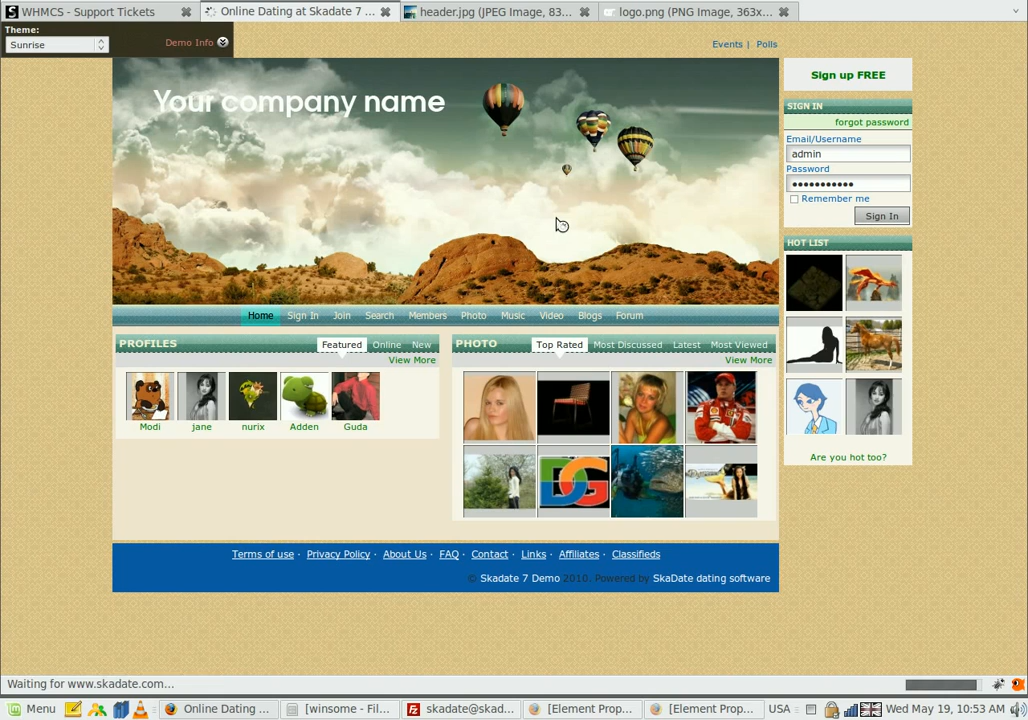 WHMCS - Support Tickets
Online Dating at Skadate 7 ...
header.jpg (JPEG Image, 83...
logo.png (PNG Image, 363x...
Theme:
Sunrise
Demo Info
Events | Polls
Your company name
Sign up FREE
SIGN IN
forgot password
Email/Username
admin
Password
•••••••••••
Remember me
Sign In
HOT LIST
Are you hot too?
Home Sign In Join Search Members Photo Music Video Blogs Forum
PROFILES Featured Online New
View More
Modi jane nurix Adden Guda
PHOTO Top Rated Most Discussed Latest Most Viewed
View More
DG
Terms of use · Privacy Policy · About Us · FAQ · Contact · Links · Affiliates · Classifieds
© Skadate 7 Demo 2010. Powered by SkaDate dating software
Waiting for www.skadate.com...
Menu
Online Dating ...
[winsome - Fil...
skadate@skad...
[Element Prop...
[Element Prop...
USA
Wed May 19, 10:53 AM